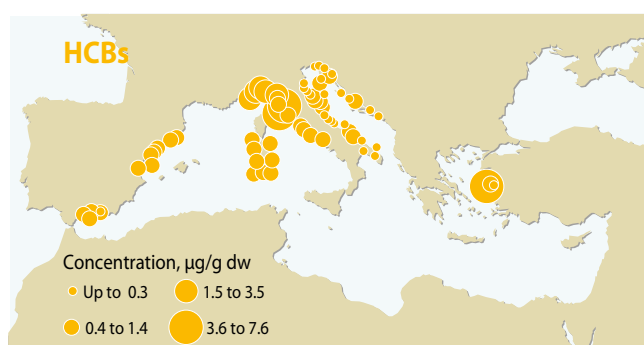 HCBs
Concentration, µg/g dw
Up to 0.3
1.5 to 3.5
0.4 to 1.4
3.6 to 7.6